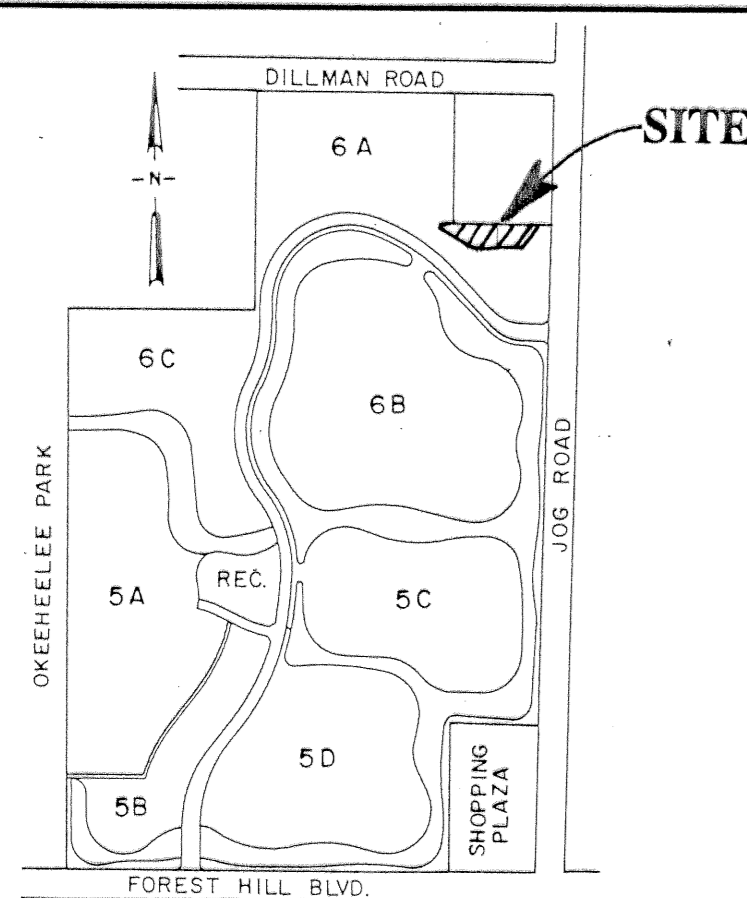 DILLMAN ROAD
SITE
6A
-N-
6C
6B
OKEEHEELEE PARK
JOG ROAD
REC.
5A
5C
5D
SHOPPING
PLAZA
5B
FOREST HILL BLVD.